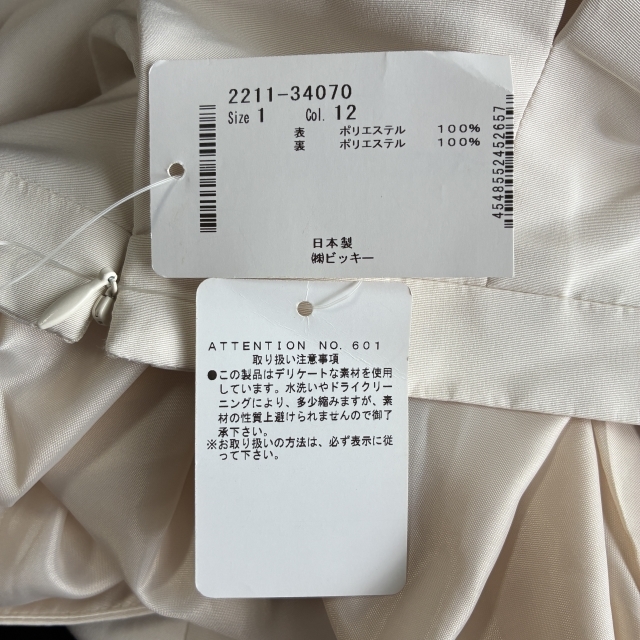 2211-34070
Size 1 Col. 12
表 ポリエステル 100%
裏 ポリエステル 100%
日本製
㈱ビッキー
4548552452657
ATTENTION NO. 601
取り扱い注意事項
●この製品はデリケートな素材を使用
しています。水洗いやドライクリー
ニングにより、多少縮みますが、素
材の性質上避けられませんので御了
承下さい。
※お取り扱いの方法は、必ず表示に従
って下さい。